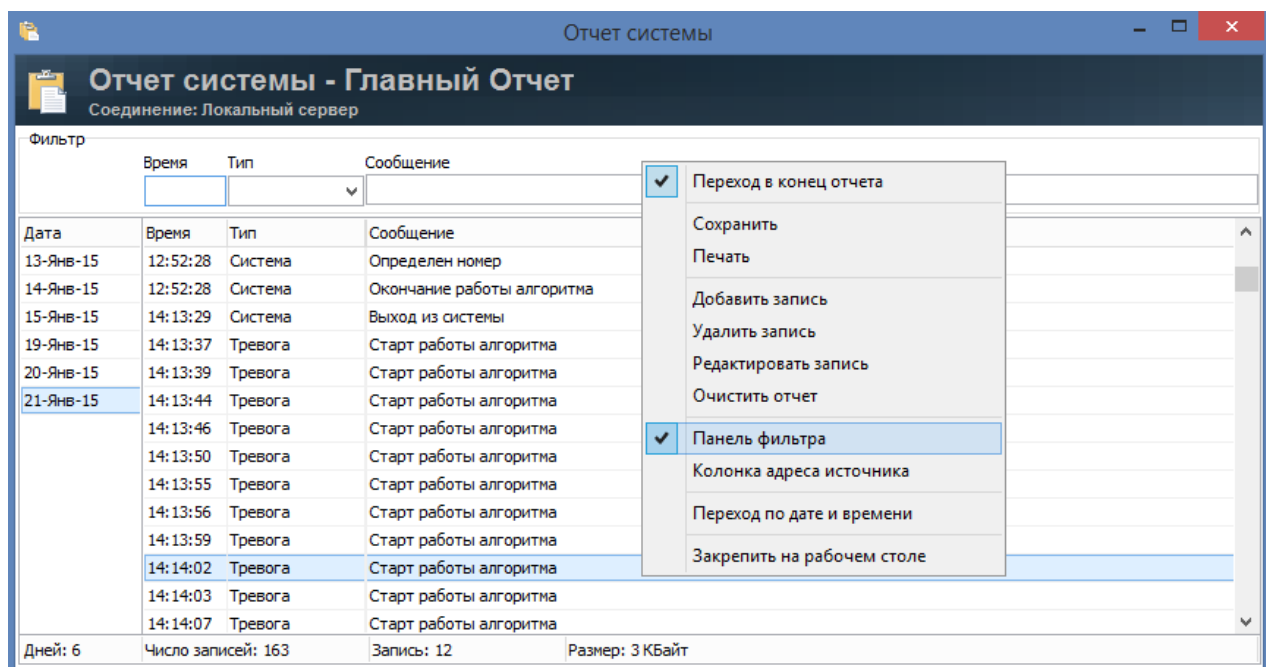 Отчет системы
Отчет системы - Главный Отчет
Соединение: Локальный сервер
Фильтр
Время Тип Сообщение
Дата Время Тип Сообщение
13-Янв-15 12:52:28 Система Определен номер
14-Янв-15 12:52:28 Система Окончание работы алгоритма
15-Янв-15 14:13:29 Система Выход из системы
19-Янв-15 14:13:37 Тревога Старт работы алгоритма
20-Янв-15 14:13:39 Тревога Старт работы алгоритма
21-Янв-15 14:13:44 Тревога Старт работы алгоритма
14:13:46 Тревога Старт работы алгоритма
14:13:50 Тревога Старт работы алгоритма
14:13:55 Тревога Старт работы алгоритма
14:13:56 Тревога Старт работы алгоритма
14:13:59 Тревога Старт работы алгоритма
14:14:02 Тревога Старт работы алгоритма
14:14:03 Тревога Старт работы алгоритма
14:14:07 Тревога Старт работы алгоритма
Переход в конец отчета
Сохранить
Печать
Добавить запись
Удалить запись
Редактировать запись
Очистить отчет
Панель фильтра
Колонка адреса источника
Переход по дате и времени
Закрепить на рабочем столе
Дней: 6 Число записей: 163 Запись: 12 Размер: 3 КБайт